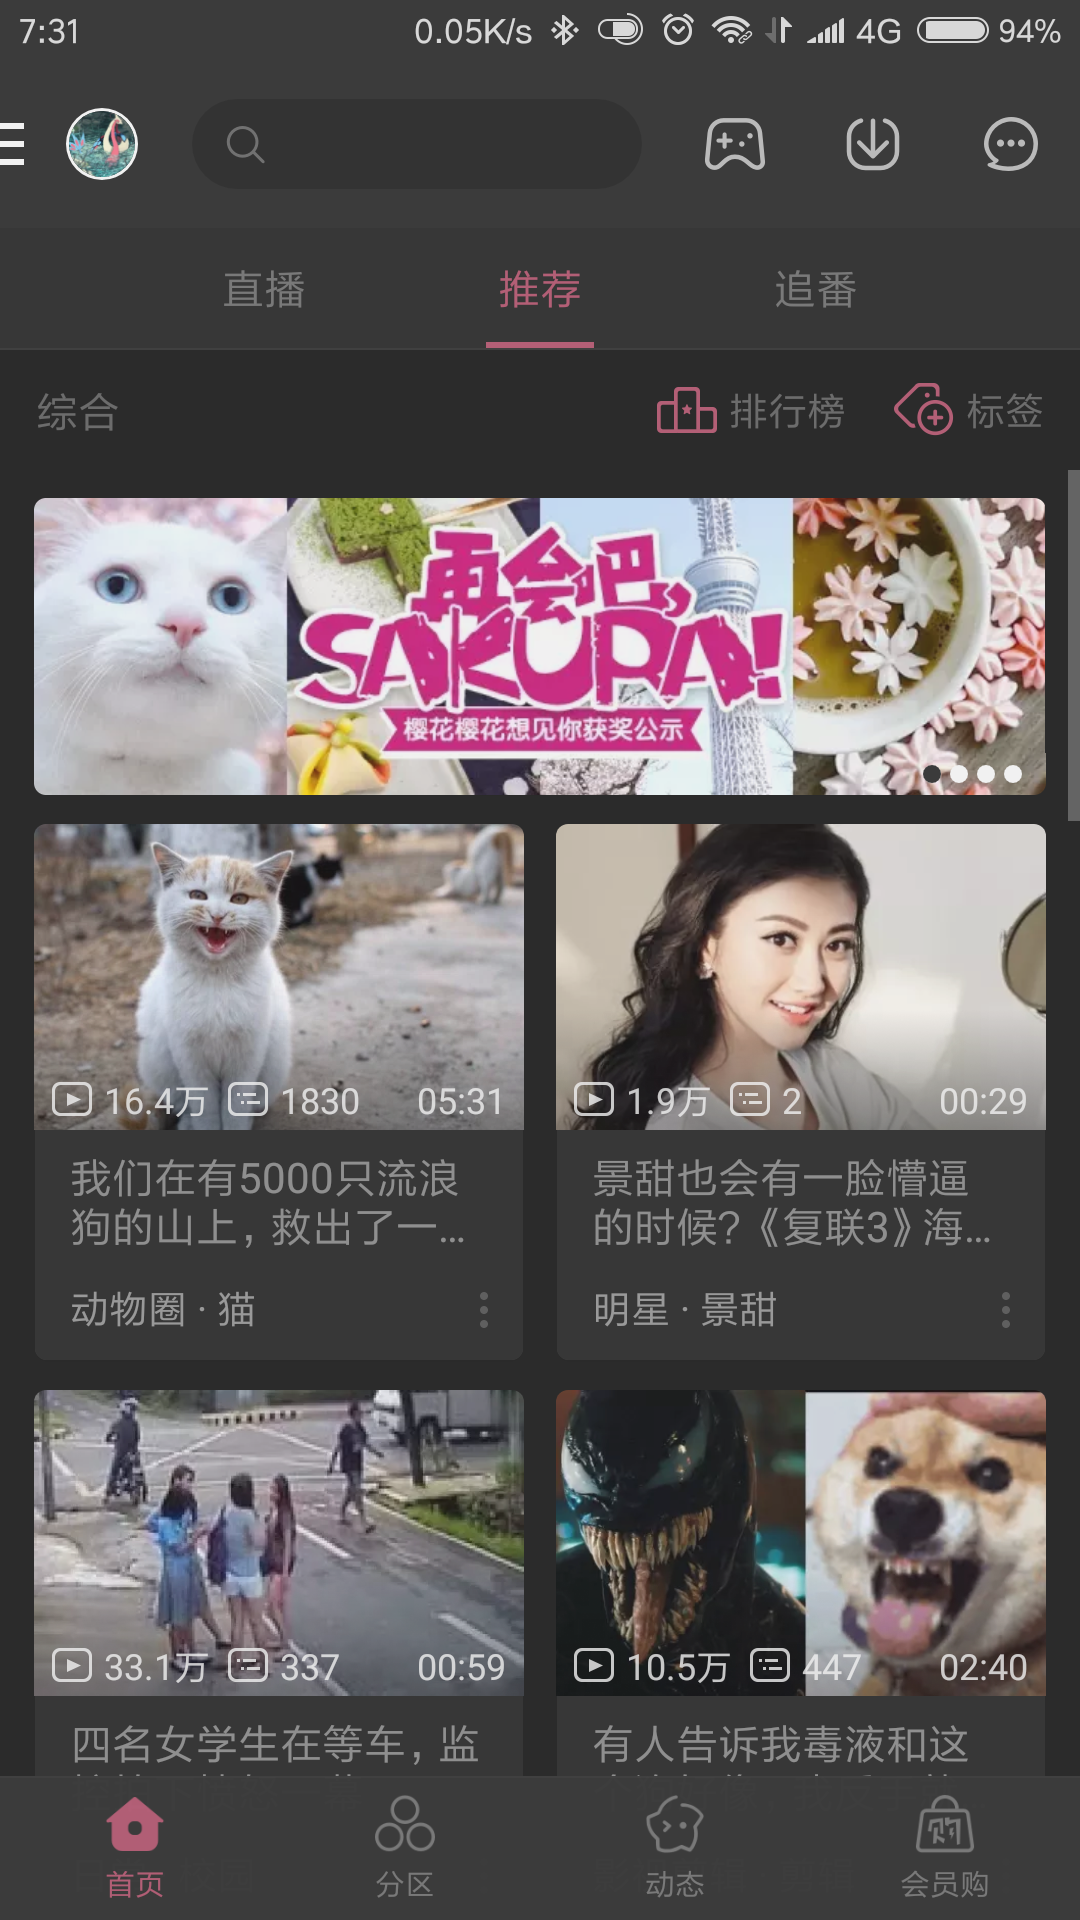 7:31 0.05K/s 4G 94%
直播 推荐 追番
综合 排行榜 标签
再会吧,
SAKURA!
樱花樱花想见你获奖公示
16.4万 1830 05:31
我们在有5000只流浪
狗的山上，救出了一...
动物圈 · 猫
1.9万 2 00:29
景甜也会有一脸懵逼
的时候?《复联3》海...
明星 · 景甜
33.1万 337 00:59
四名女学生在等车，监
10.5万 447 02:40
有人告诉我毒液和这
首页 分区 动态 会员购